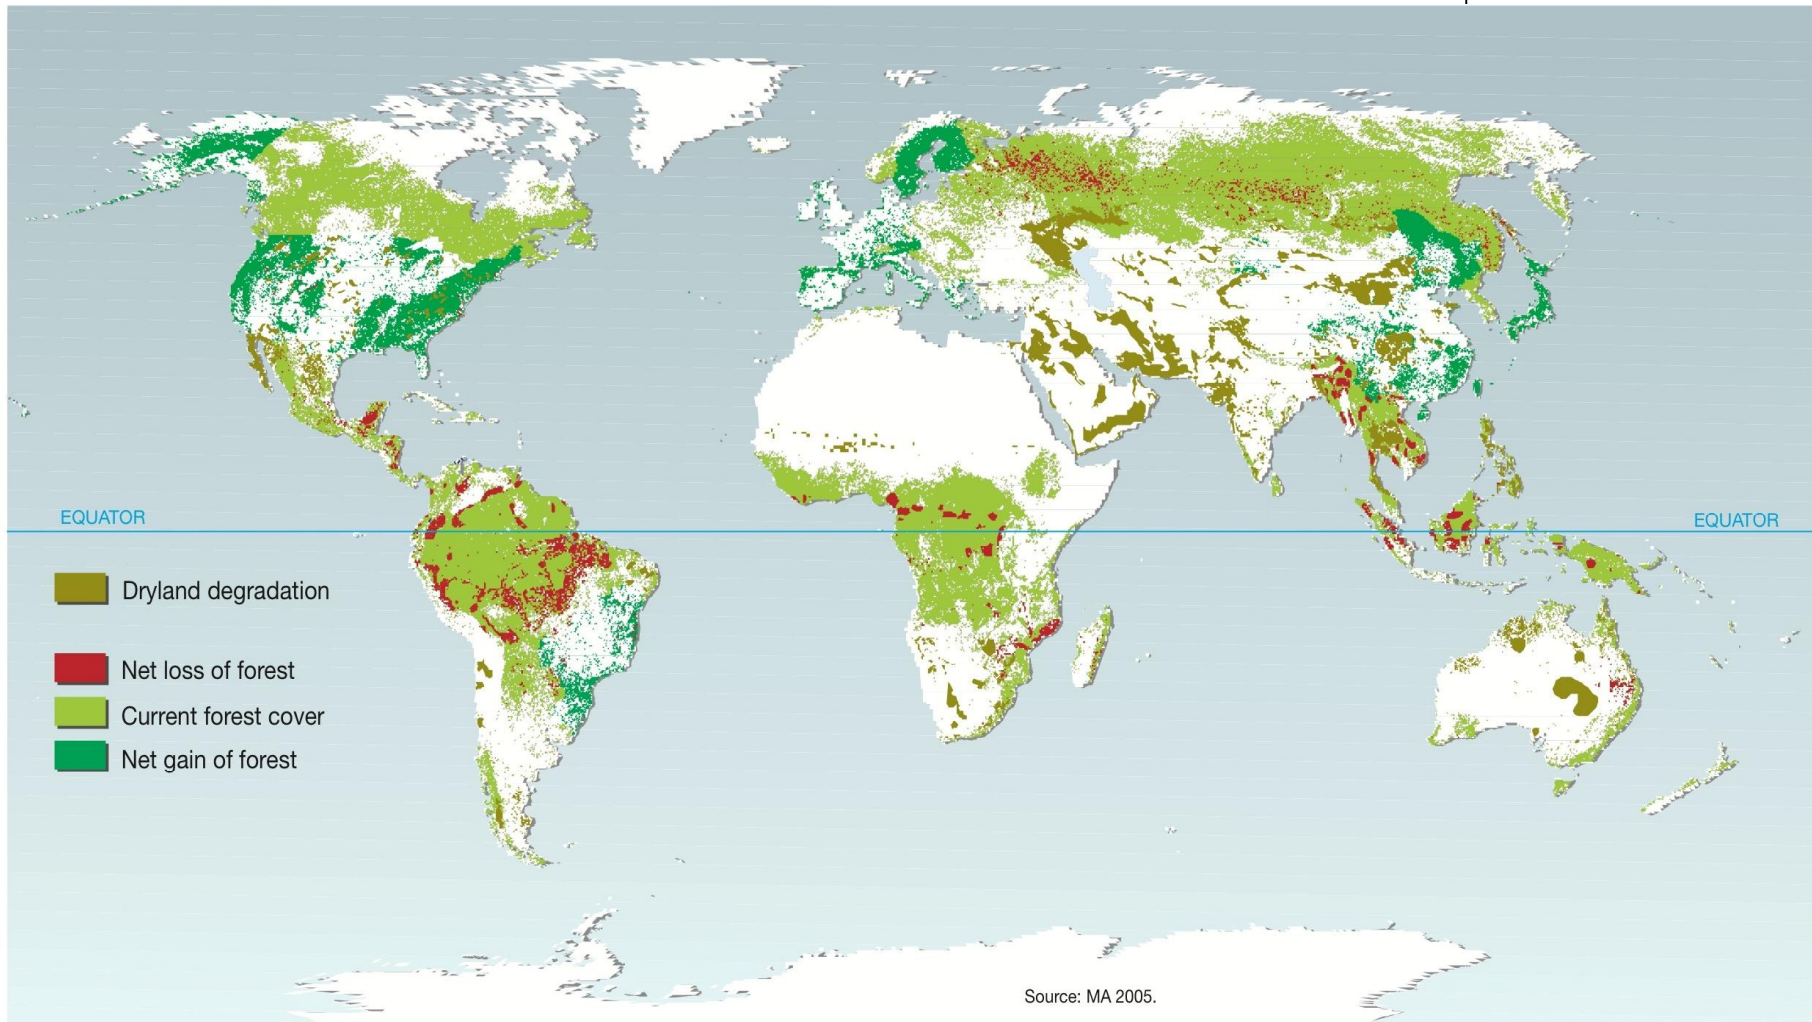 EQUATOR
EQUATOR
Dryland degradation
Net loss of forest
Current forest cover
Net gain of forest
Source: MA 2005.